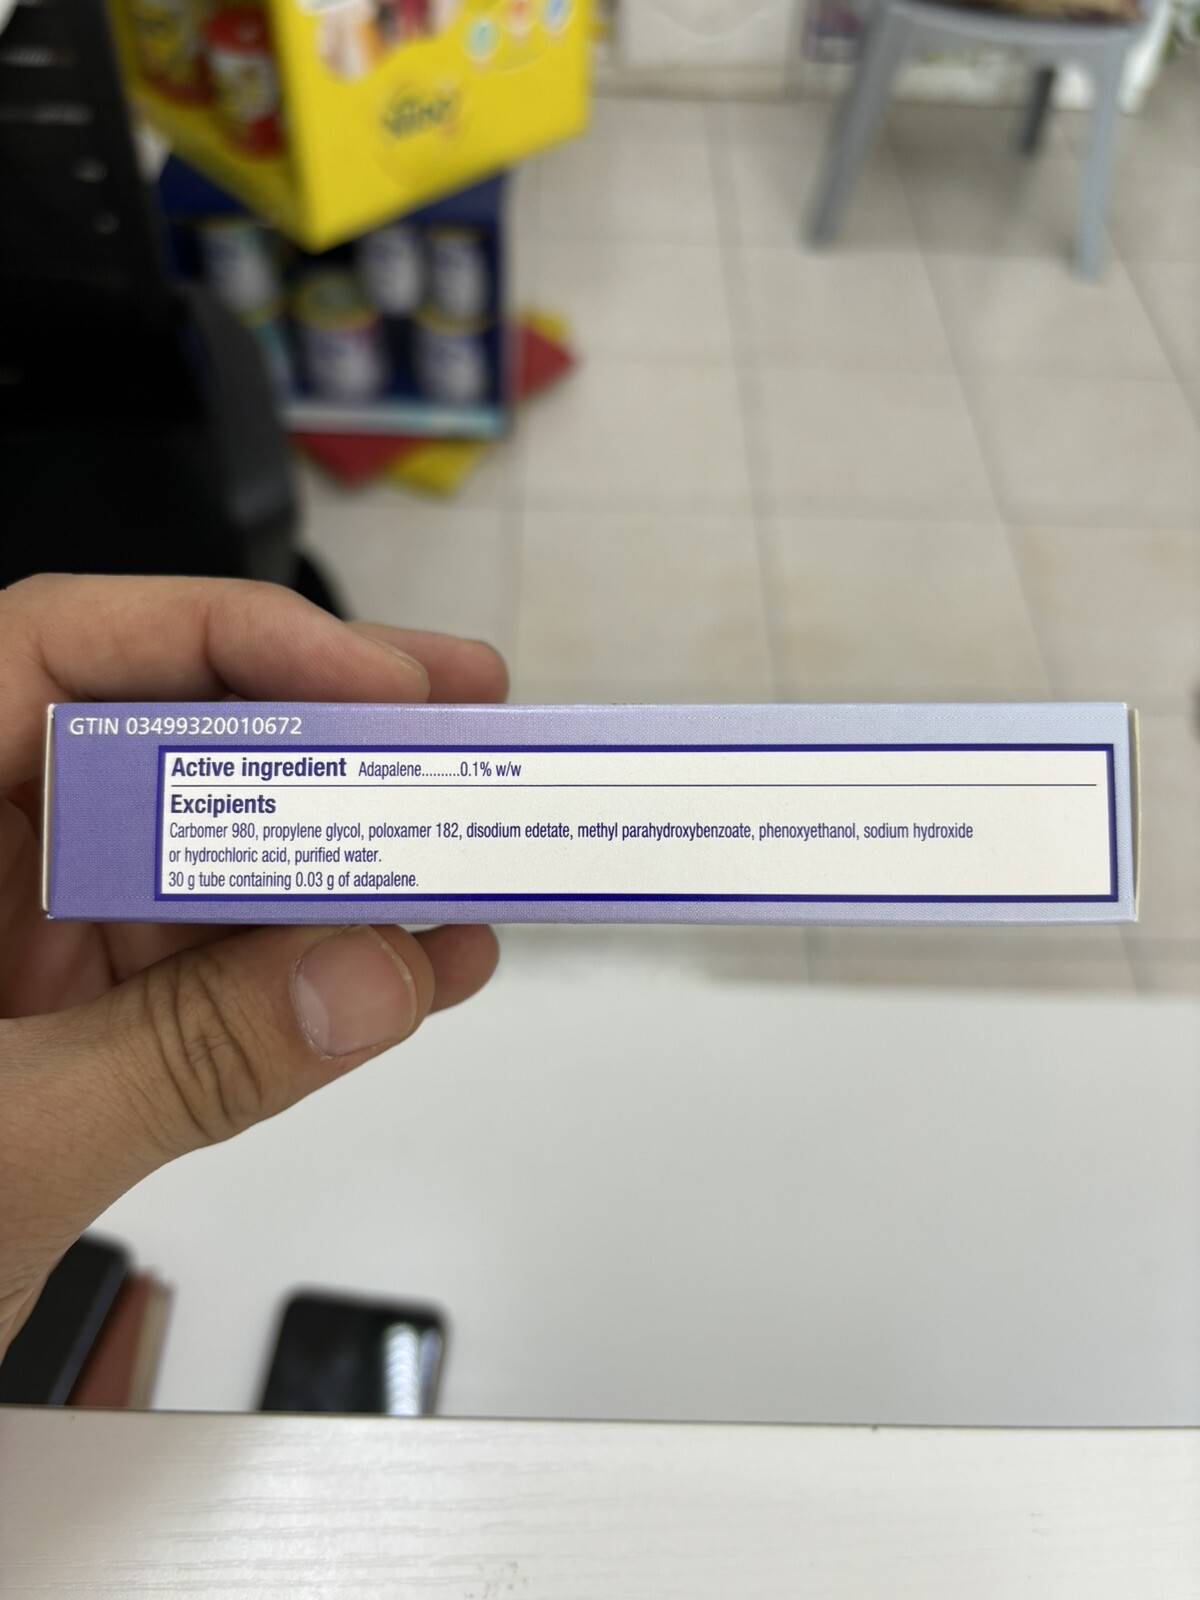 GTIN 03499320010672
Active ingredient Adapalene..........0.1% w/w
Excipients
Carbomer 980, propylene glycol, poloxamer 182, disodium edetate, methyl parahydroxybenzoate, phenoxyethanol, sodium hydroxide
or hydrochloric acid, purified water.
30 g tube containing 0.03 g of adapalene.